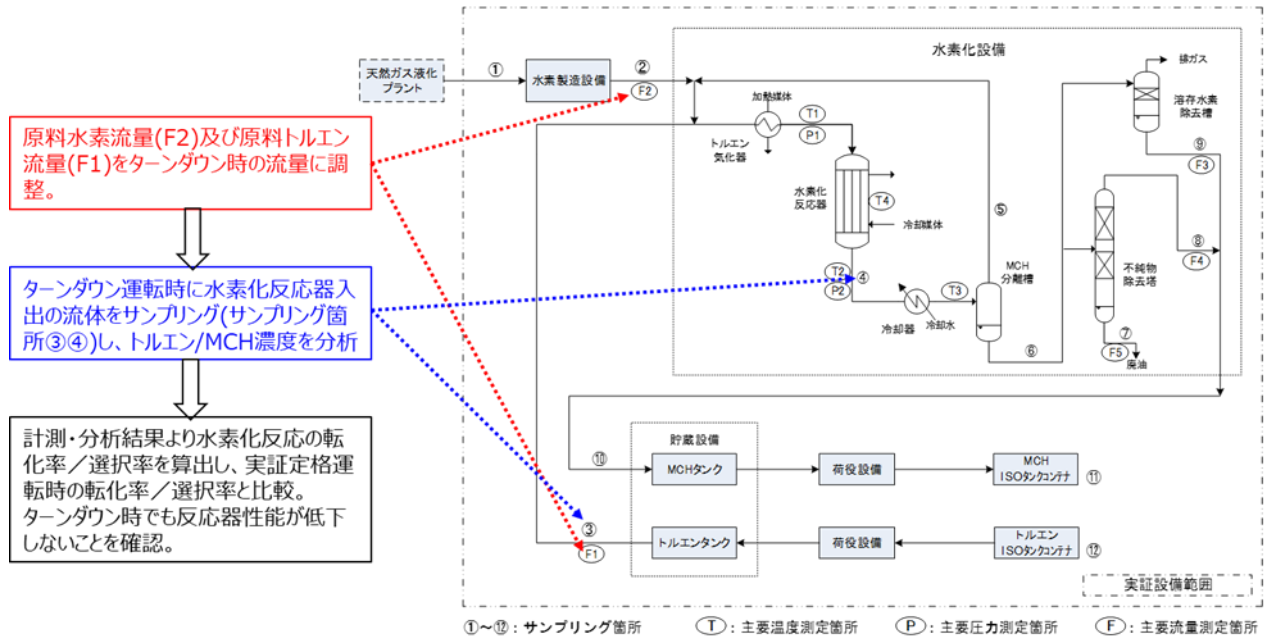 原料水素流量(F2)及び原料トルエン
流量(F1)をターンダウン時の流量に調
整。
ターンダウン運転時に水素化反応器入
出の流体をサンプリング(サンプリング箇
所③④)し、トルエン/MCH濃度を分析
計測・分析結果より水素化反応の転
化率／選択率を算出し、実証定格運
転時の転化率／選択率と比較。
ターンダウン時でも反応器性能が低下
しないことを確認。
天然ガス液化
プラント
①
水素製造設備
②
F2
水素化設備
加熱媒体
トルエン
気化器
T1
P1
水素化
反応器
T4
冷却媒体
T2
P2
④
冷却器
冷却水
T3
MCH
分離槽
⑤
⑥
排ガス
溶存水素
除去槽
⑨
F3
⑧
F4
不純物
除去塔
⑦
F5
廃油
貯蔵設備
⑩
MCHタンク
荷役設備
MCH
ISOタンクコンテナ
⑪
③
F1
トルエンタンク
荷役設備
トルエン
ISOタンクコンテナ
⑫
実証設備範囲
①～⑫：サンプリング箇所
T：主要温度測定箇所
P：主要圧力測定箇所
F：主要流量測定箇所